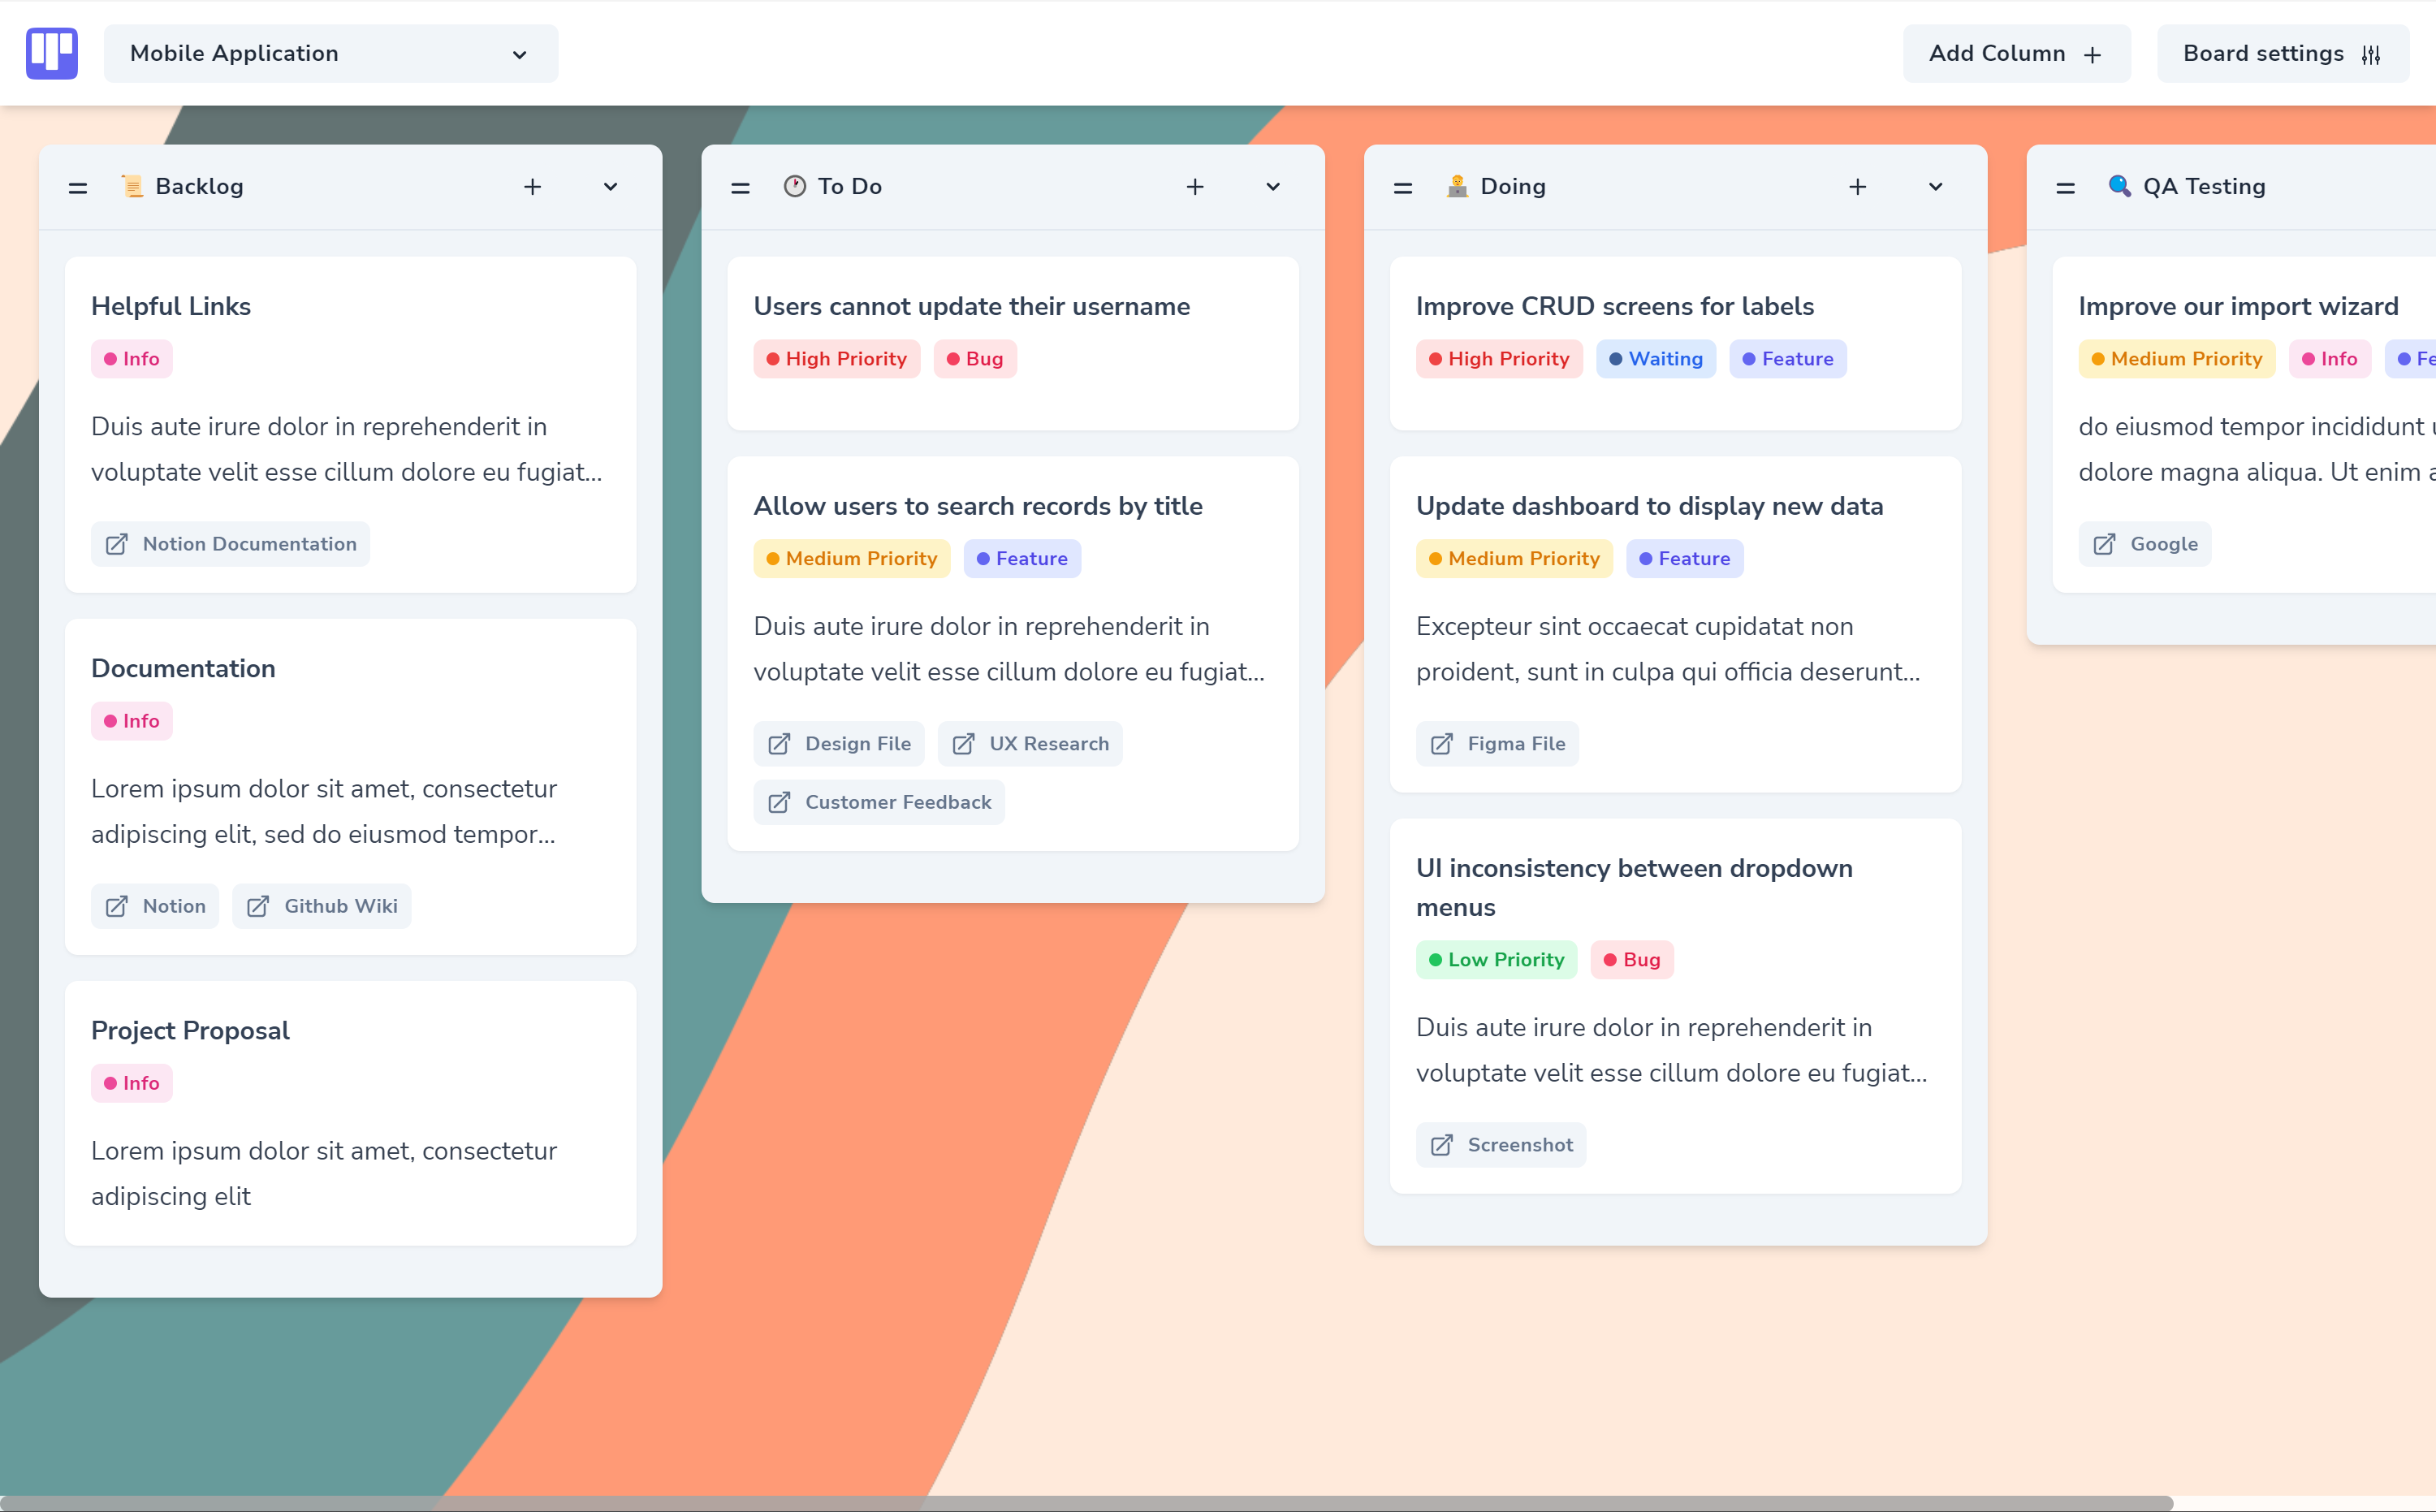 Mobile Application
Add Column
Board settings
Backlog
Helpful Links
Info
Duis aute irure dolor in reprehenderit in
voluptate velit esse cillum dolore eu fugiat...
Notion Documentation
Documentation
Info
Lorem ipsum dolor sit amet, consectetur
adipiscing elit, sed do eiusmod tempor...
Notion
Github Wiki
Project Proposal
Info
Lorem ipsum dolor sit amet, consectetur
adipiscing elit
To Do
Users cannot update their username
High Priority
Bug
Allow users to search records by title
Medium Priority
Feature
Duis aute irure dolor in reprehenderit in
voluptate velit esse cillum dolore eu fugiat...
Design File
UX Research
Customer Feedback
Doing
Improve CRUD screens for labels
High Priority
Waiting
Feature
Update dashboard to display new data
Medium Priority
Feature
Excepteur sint occaecat cupidatat non
proident, sunt in culpa qui officia deserunt...
Figma File
UI inconsistency between dropdown
menus
Low Priority
Bug
Duis aute irure dolor in reprehenderit in
voluptate velit esse cillum dolore eu fugiat...
Screenshot
QA Testing
Improve our import wizard
Medium Priority
Info
do eiusmod tempor incididunt
dolore magna aliqua. Ut enim
Google